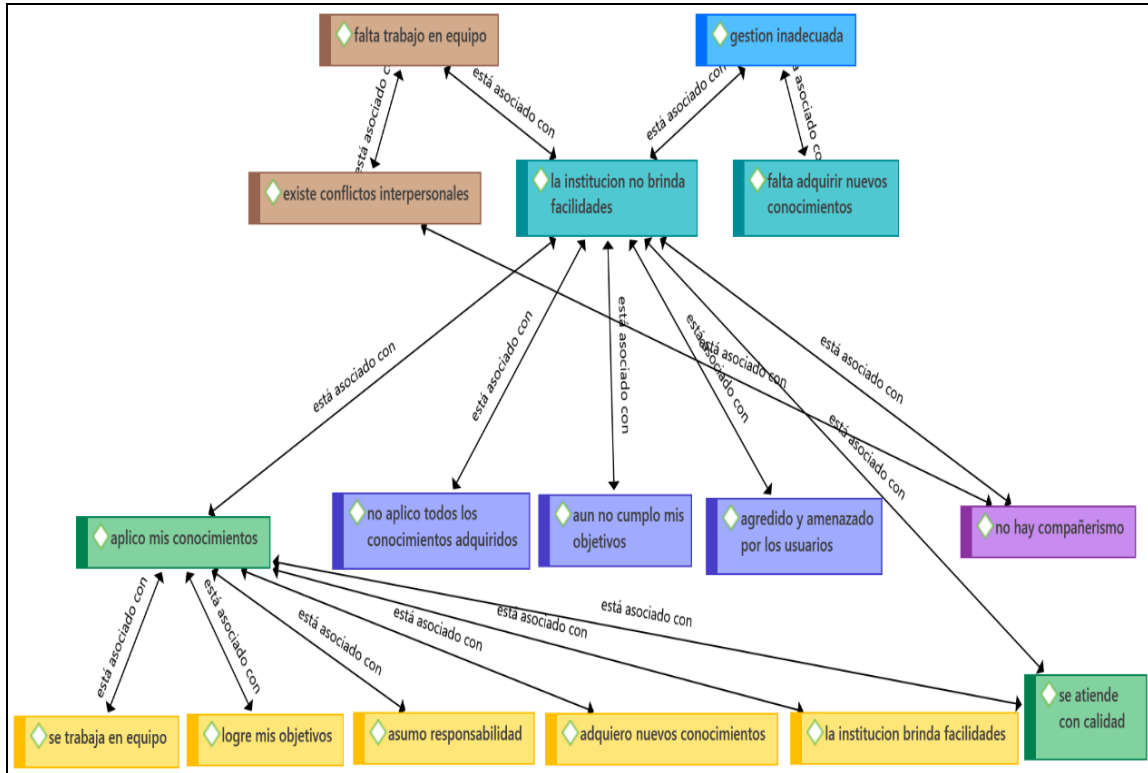 falta trabajo en equipo
gestion inadecuada
está asociado con
está asociado con
está asociado con
está asociado con
existe conflictos interpersonales
la institucion no brinda
facilidades
falta adquirir nuevos
conocimientos
está asociado con
está asociado con
está asociado con
está asociado con
está asociado con
está asociado con
está asociado con
no aplico todos los
conocimientos adquiridos
aun no cumplo mis
objetivos
agredido y amenazado
por los usuarios
no hay compañerismo
aplico mis conocimientos
está asociado con
está asociado con
está asociado con
está asociado con
está asociado con
está asociado con
se trabaja en equipo
logre mis objetivos
asumo responsabilidad
adquiero nuevos conocimientos
la institucion brinda facilidades
se atiende
con calidad